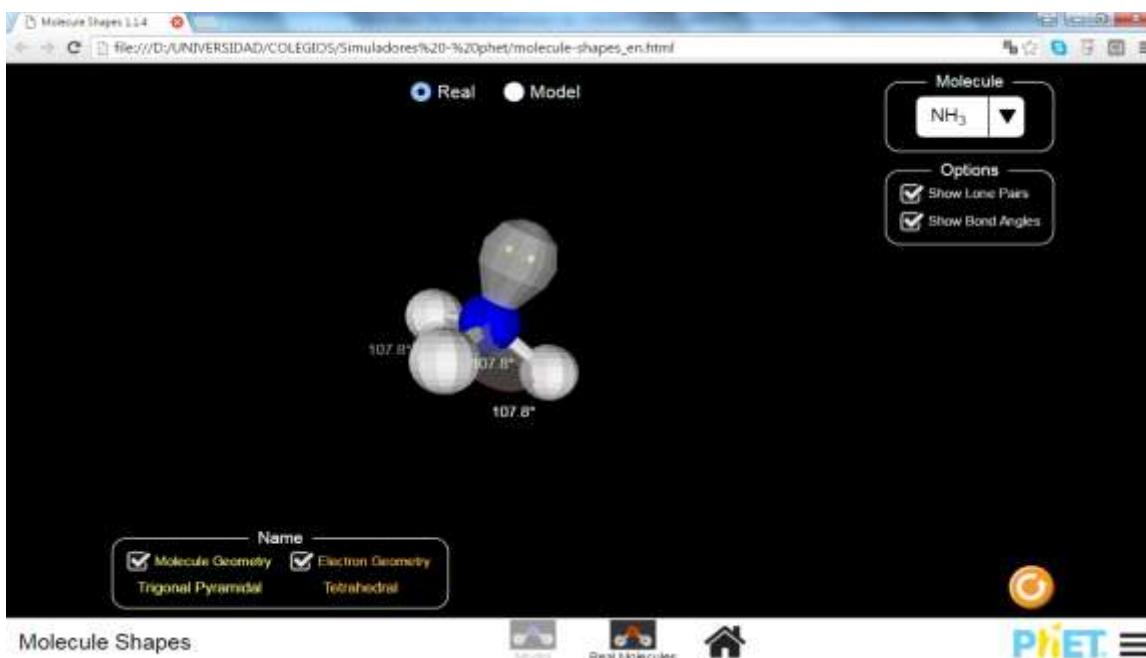 Molecule Shapes 1.1.4
file:///D:/UNIVERSIDAD/COLEGIOS/Simuladores%20-%20phet/molecule-shapes_en.html
Real Model
Molecule
NH₃
Options
Show Lone Pairs
Show Bond Angles
107.8°
107.8°
107.8°
Name
Molecule Geometry Electron Geometry
Trigonal Pyramidal Tetrahedral
Molecule Shapes
Model Real Molecules
PhET